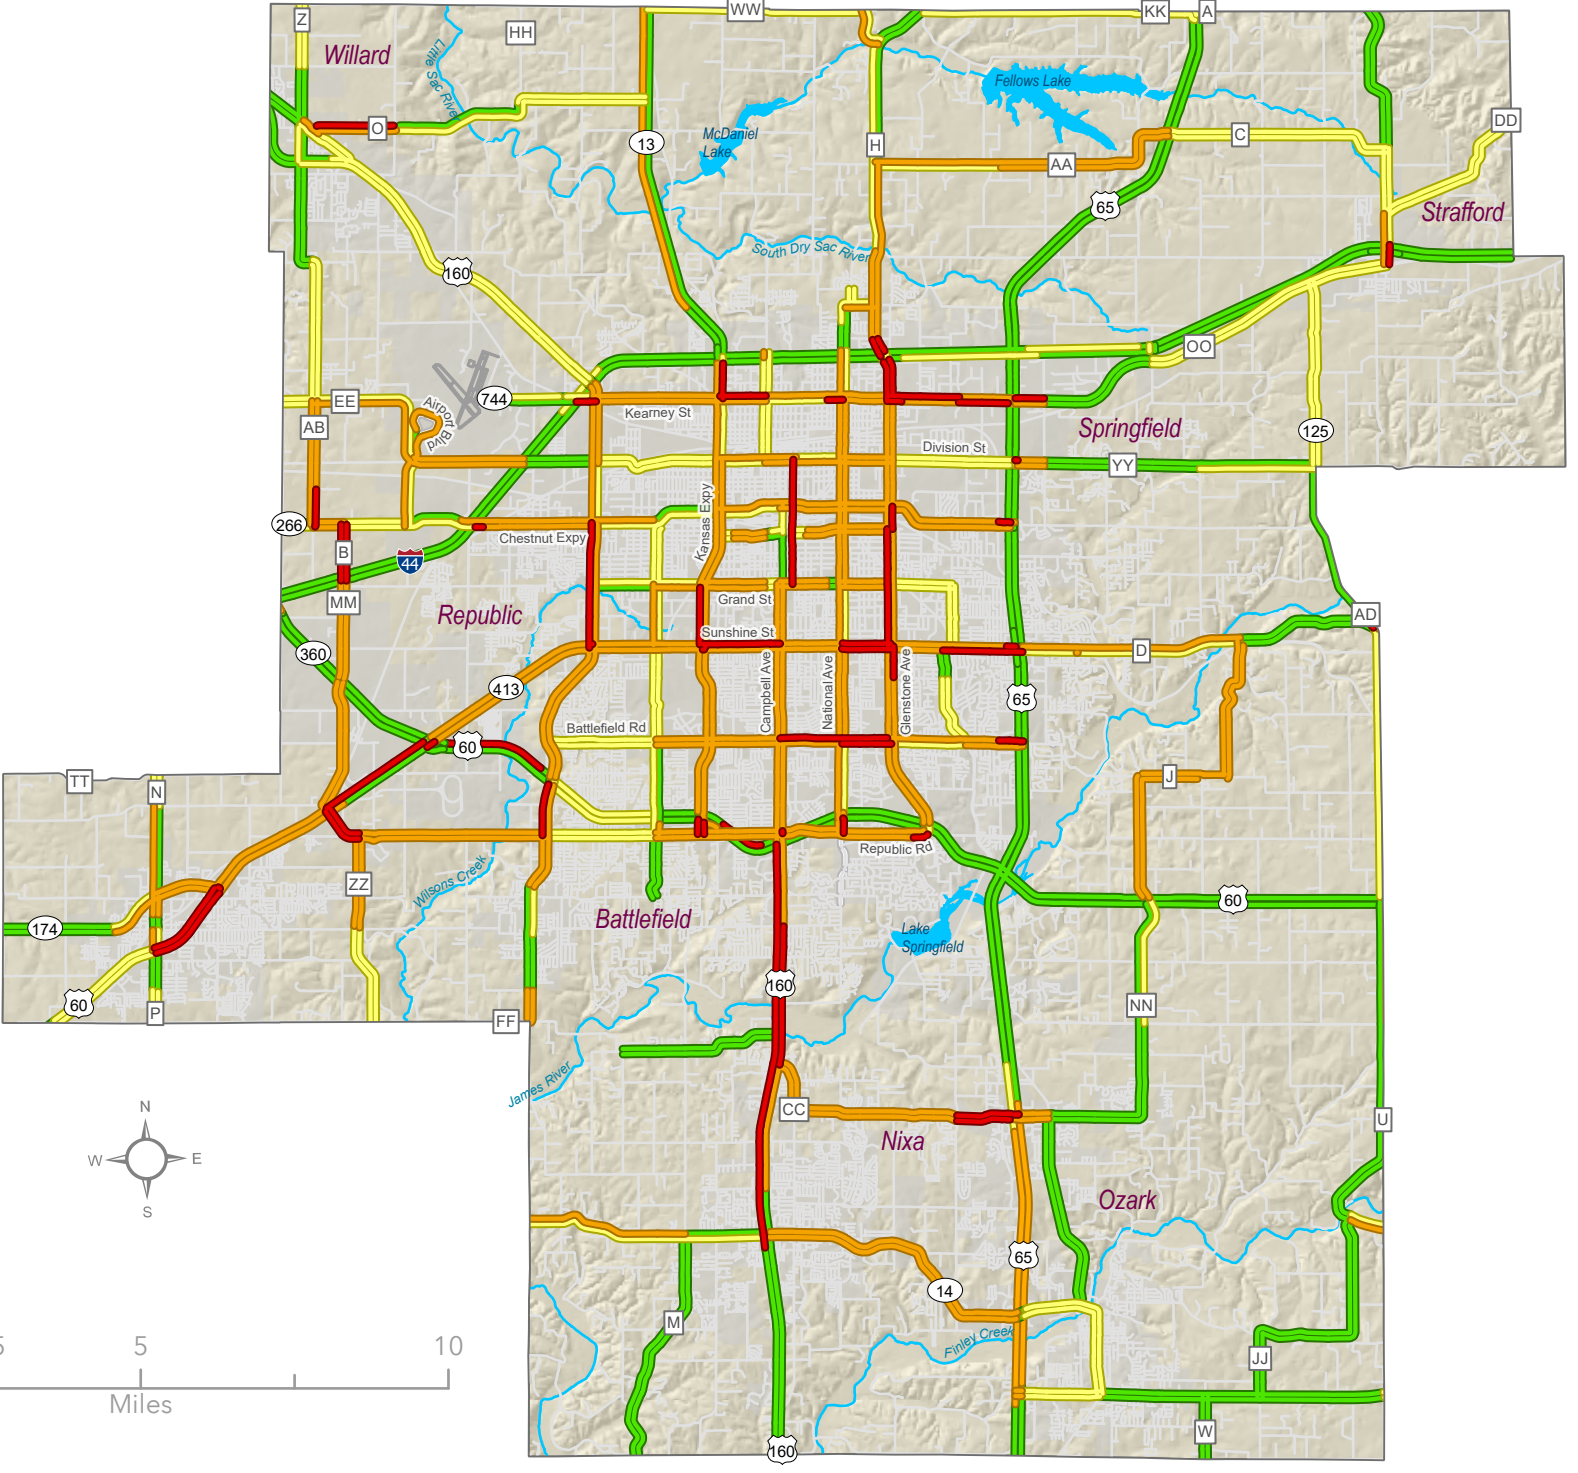 WW
KK
A
Z
HH
Willard
Little Sac River
Fellows Lake
DD
O
McDaniel
Lake
13
H
C
AA
65
Strafford
South Dry Sac River
160
OO
744
EE
Airport Blvd
Kearney St
AB
Springfield
125
Division St
YY
Kansas Expy
266
Chestnut Expy
B
44
MM
Grand St
AD
Republic
Sunshine St
360
D
413
Campbell Ave
National Ave
Glenstone Ave
65
Battlefield Rd
60
TT
N
J
Republic Rd
ZZ
Wilsons Creek
60
174
Battlefield
Lake
Springfield
160
60
P
FF
NN
James River
N
W
E
S
CC
Nixa
U
Ozark
65
14
M
Finley Creek
5
10
Miles
JJ
W
160